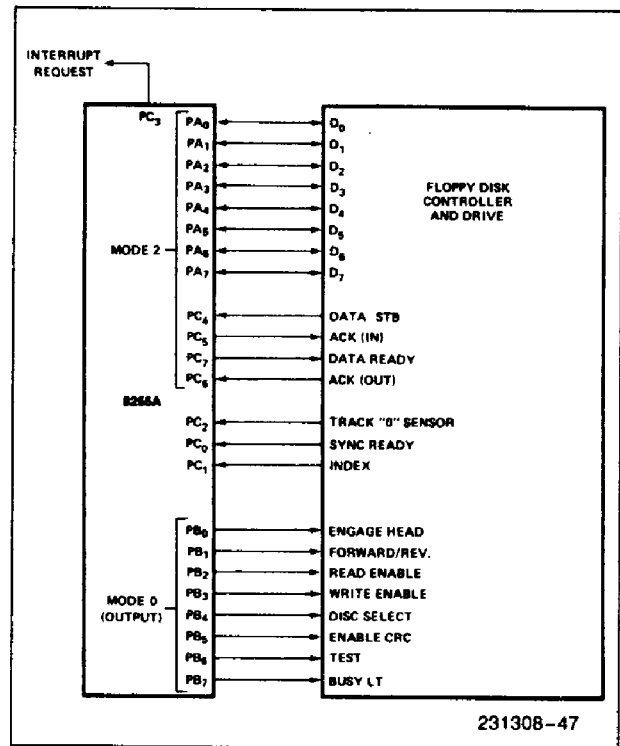 INTERRUPT
REQUEST
PC3
PA0 D0
PA1 D1
PA2 D2
PA3 D3
PA4 D4
PA5 D5
PA6 D6
PA7 D7
FLOPPY DISK
CONTROLLER
AND DRIVE
MODE 2
PC4 DATA STB
PC5 ACK (IN)
PC7 DATA READY
PC6 ACK (OUT)
8255A
PC2 TRACK "0" SENSOR
PC0 SYNC READY
PC1 INDEX
PB0 ENGAGE HEAD
PB1 FORWARD/REV.
PB2 READ ENABLE
PB3 WRITE ENABLE
MODE 0
(OUTPUT)
PB4 DISC SELECT
PB5 ENABLE CRC
PB6 TEST
PB7 BUSY LT
231308-47